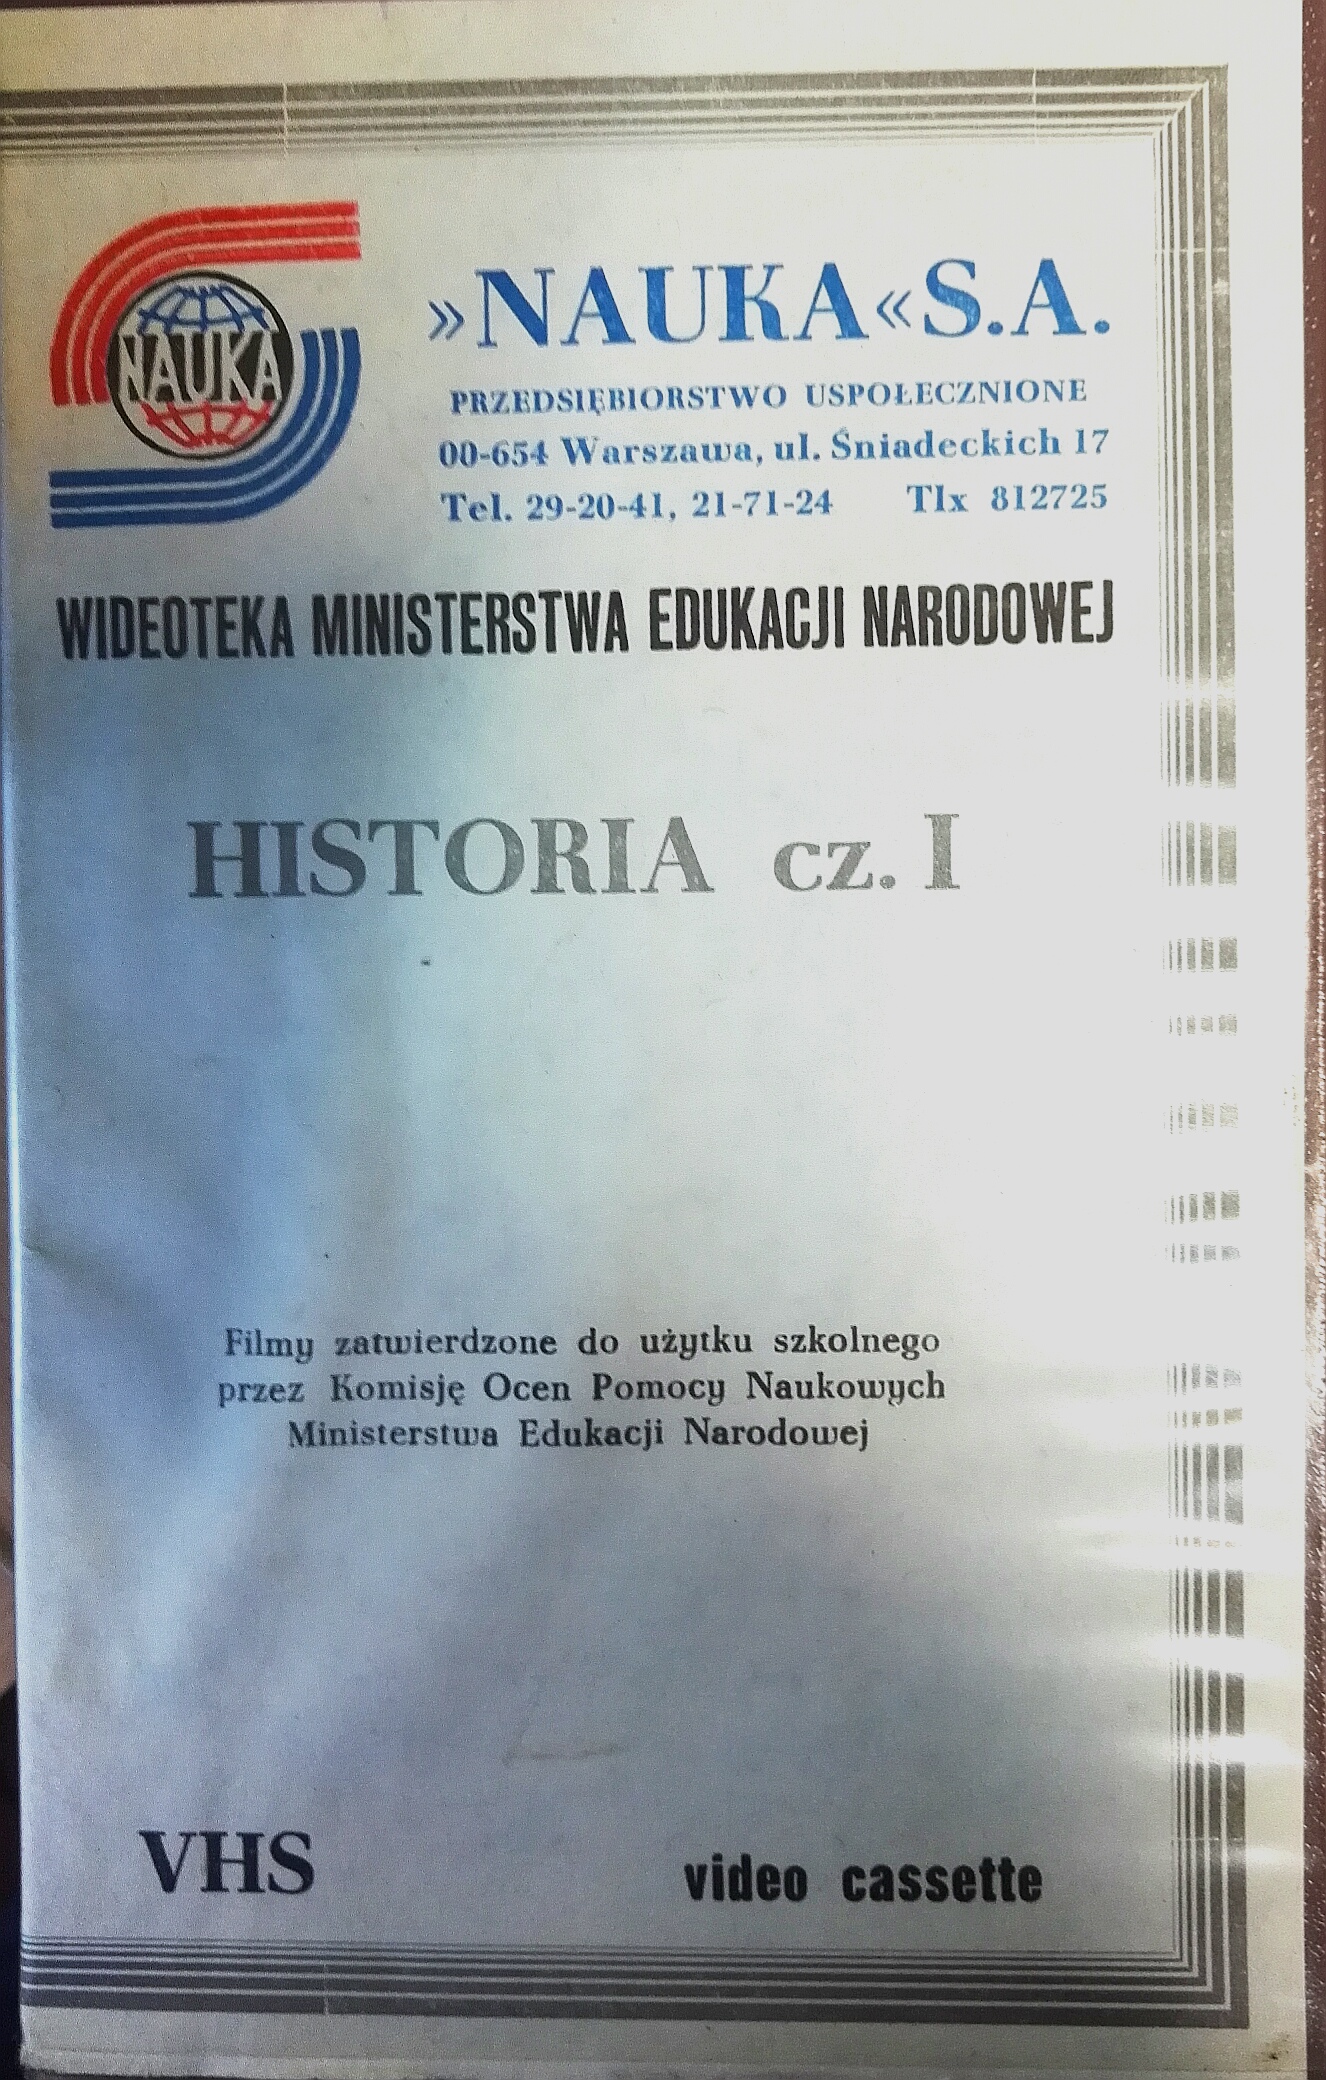 NAUKA
»NAUKA« S.A.
PRZEDSIĘBIORSTWO USPOŁECZNIONE
00-654 Warszawa, ul. Śniadeckich 17
Tel. 29-20-41, 21-71-24 Tlx 812725
WIDEOTEKA MINISTERSTWA EDUKACJI NARODOWEJ
HISTORIA cz. I
Filmy zatwierdzone do użytku szkolnego
przez Komisję Ocen Pomocy Naukowych
Ministerstwa Edukacji Narodowej
VHS video cassette